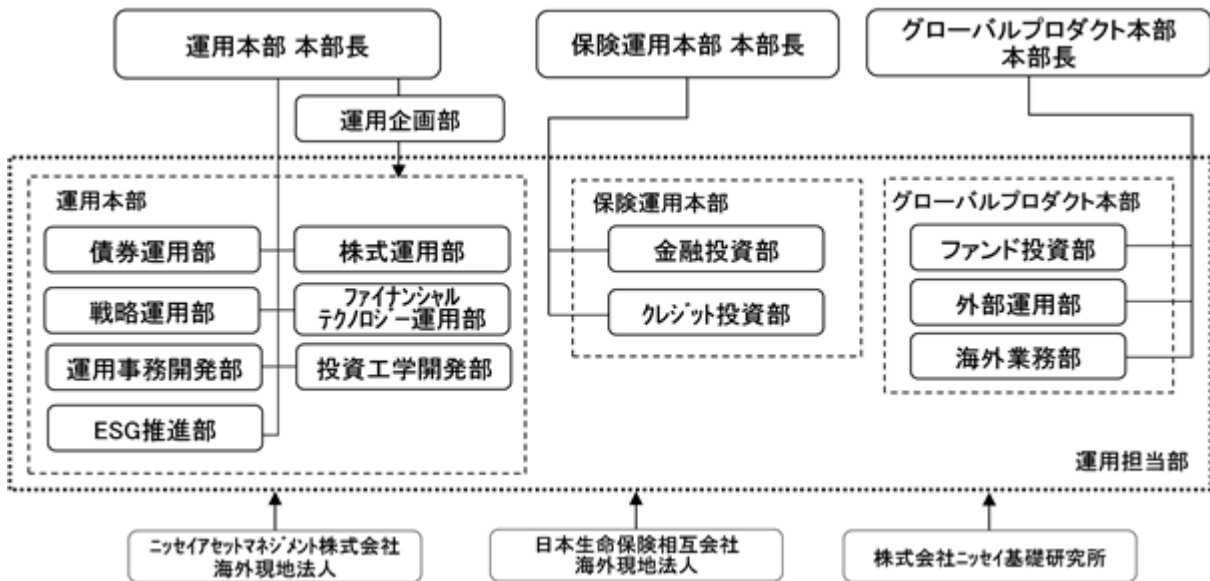 運用本部 本部長
保険運用本部 本部長
グローバルプロダクト本部
本部長
運用企画部
運用本部
債券運用部
株式運用部
戦略運用部
ファイナンシャル
テクノロジー運用部
運用事務開発部
投資工学開発部
ESG推進部
保険運用本部
金融投資部
クレジット投資部
グローバルプロダクト本部
ファンド投資部
外部運用部
海外業務部
運用担当部
ニッセイアセットマネジメント株式会社
海外現地法人
日本生命保険相互会社
海外現地法人
株式会社ニッセイ基礎研究所